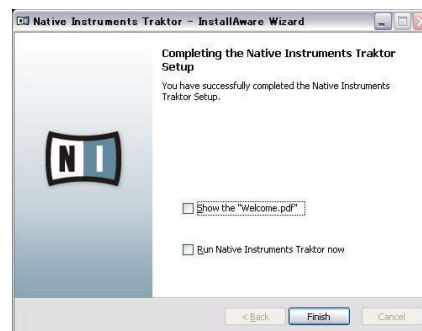 Native Instruments Traktor - InstallAware Wizard
Completing the Native Instruments Traktor
Setup
You have successfully completed the Native Instruments
Traktor Setup.
N I
Show the "Welcome.pdf"
Run Native Instruments Traktor now
< Back Finish Cancel